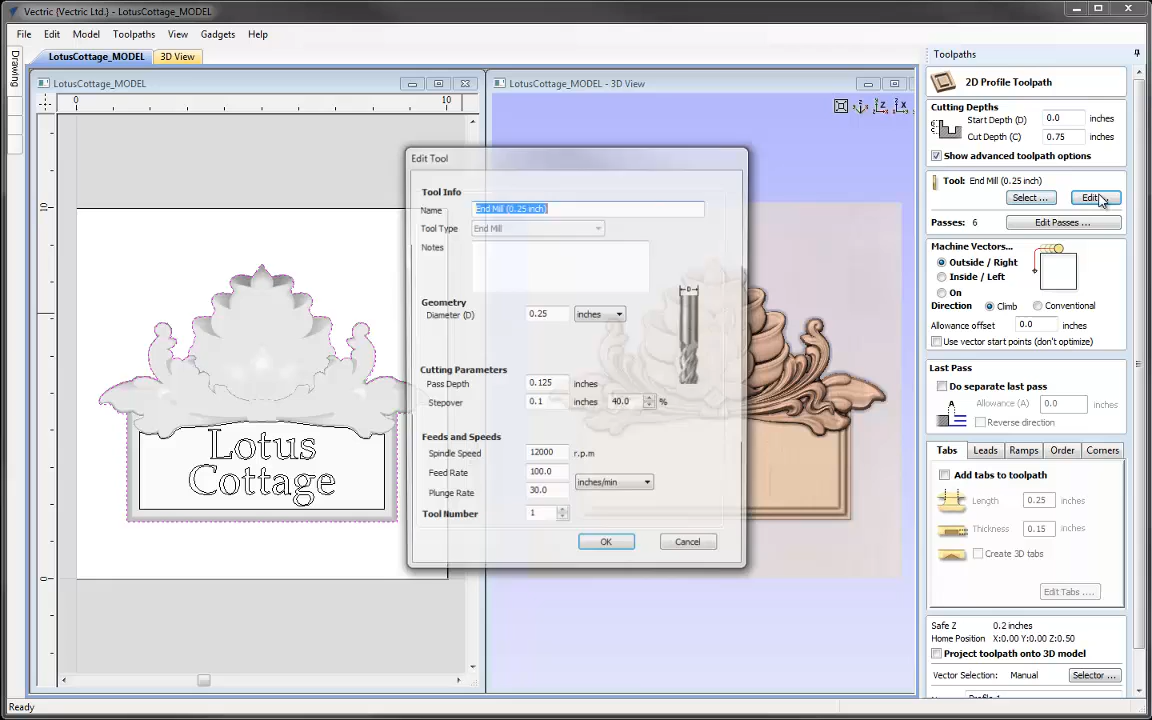 Vectric {Vectric Ltd.} - LotusCottage_MODEL
File Edit Model Toolpaths View Gadgets Help
Drawing
LotusCottage_MODEL 3D View
LotusCottage_MODEL
0 10
10
0
Lotus
Cottage
LotusCottage_MODEL - 3D View
Edit Tool
Tool Info
Name End Mill (0.25 inch)
Tool Type End Mill
Notes
Geometry
Diameter (D) 0.25 inches
D
Cutting Parameters
Pass Depth 0.125 inches
Stepover 0.1 inches 40.0 %
Feeds and Speeds
Spindle Speed 12000 r.p.m
Feed Rate 100.0
inches/min
Plunge Rate 30.0
Tool Number 1
OK Cancel
Toolpaths
2D Profile Toolpath
Cutting Depths
Start Depth (D) 0.0 inches
Cut Depth (C) 0.75 inches
Show advanced toolpath options
Tool: End Mill (0.25 inch)
Select ... Edit ...
Passes: 6 Edit Passes ...
Machine Vectors...
Outside / Right
Inside / Left
On
Direction Climb Conventional
Allowance offset 0.0 inches
Use vector start points (don't optimize)
Last Pass
Do separate last pass
A Allowance (A) 0.0 inches
Reverse direction
Tabs Leads Ramps Order Corners
Add tabs to toolpath
Length 0.25 inches
Thickness 0.15 inches
Create 3D tabs
Edit Tabs ....
Safe Z 0.2 inches
Home Position X:0.00 Y:0.00 Z:0.50
Project toolpath onto 3D model
Vector Selection: Manual Selector ...
Ready